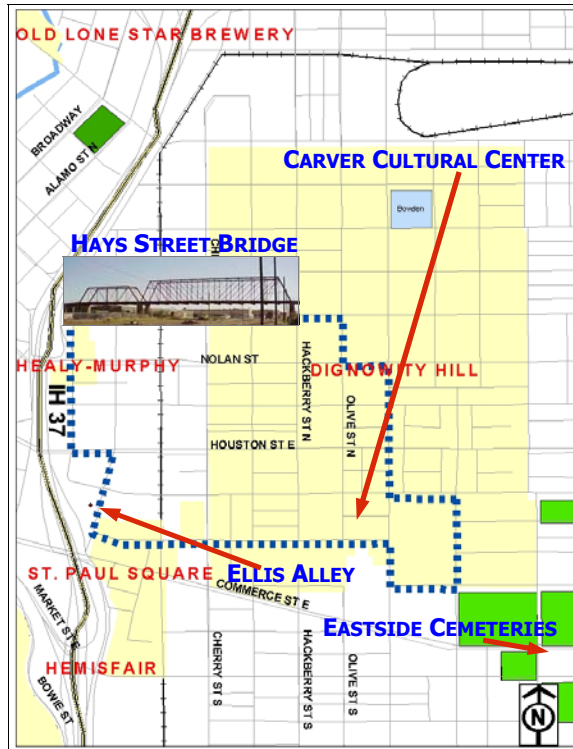 OLD LONE STAR BREWERY
BROADWAY
ALAMO ST N
CARVER CULTURAL CENTER
Bowden
HAYS STREET BRIDGE
NOLAN ST
HEALY-MURPHY
DIGNOWITY HILL
HACKBERRY ST N
OLIVE ST N
IH 37
HOUSTON ST E
ST. PAUL SQUARE
ELLIS ALLEY
COMMERCE ST E
MARKET ST E
EASTSIDE CEMETERIES
HEMISFAIR
CHERRY ST S
HACKBERRY ST S
OLIVE ST S
BOWIE ST
N